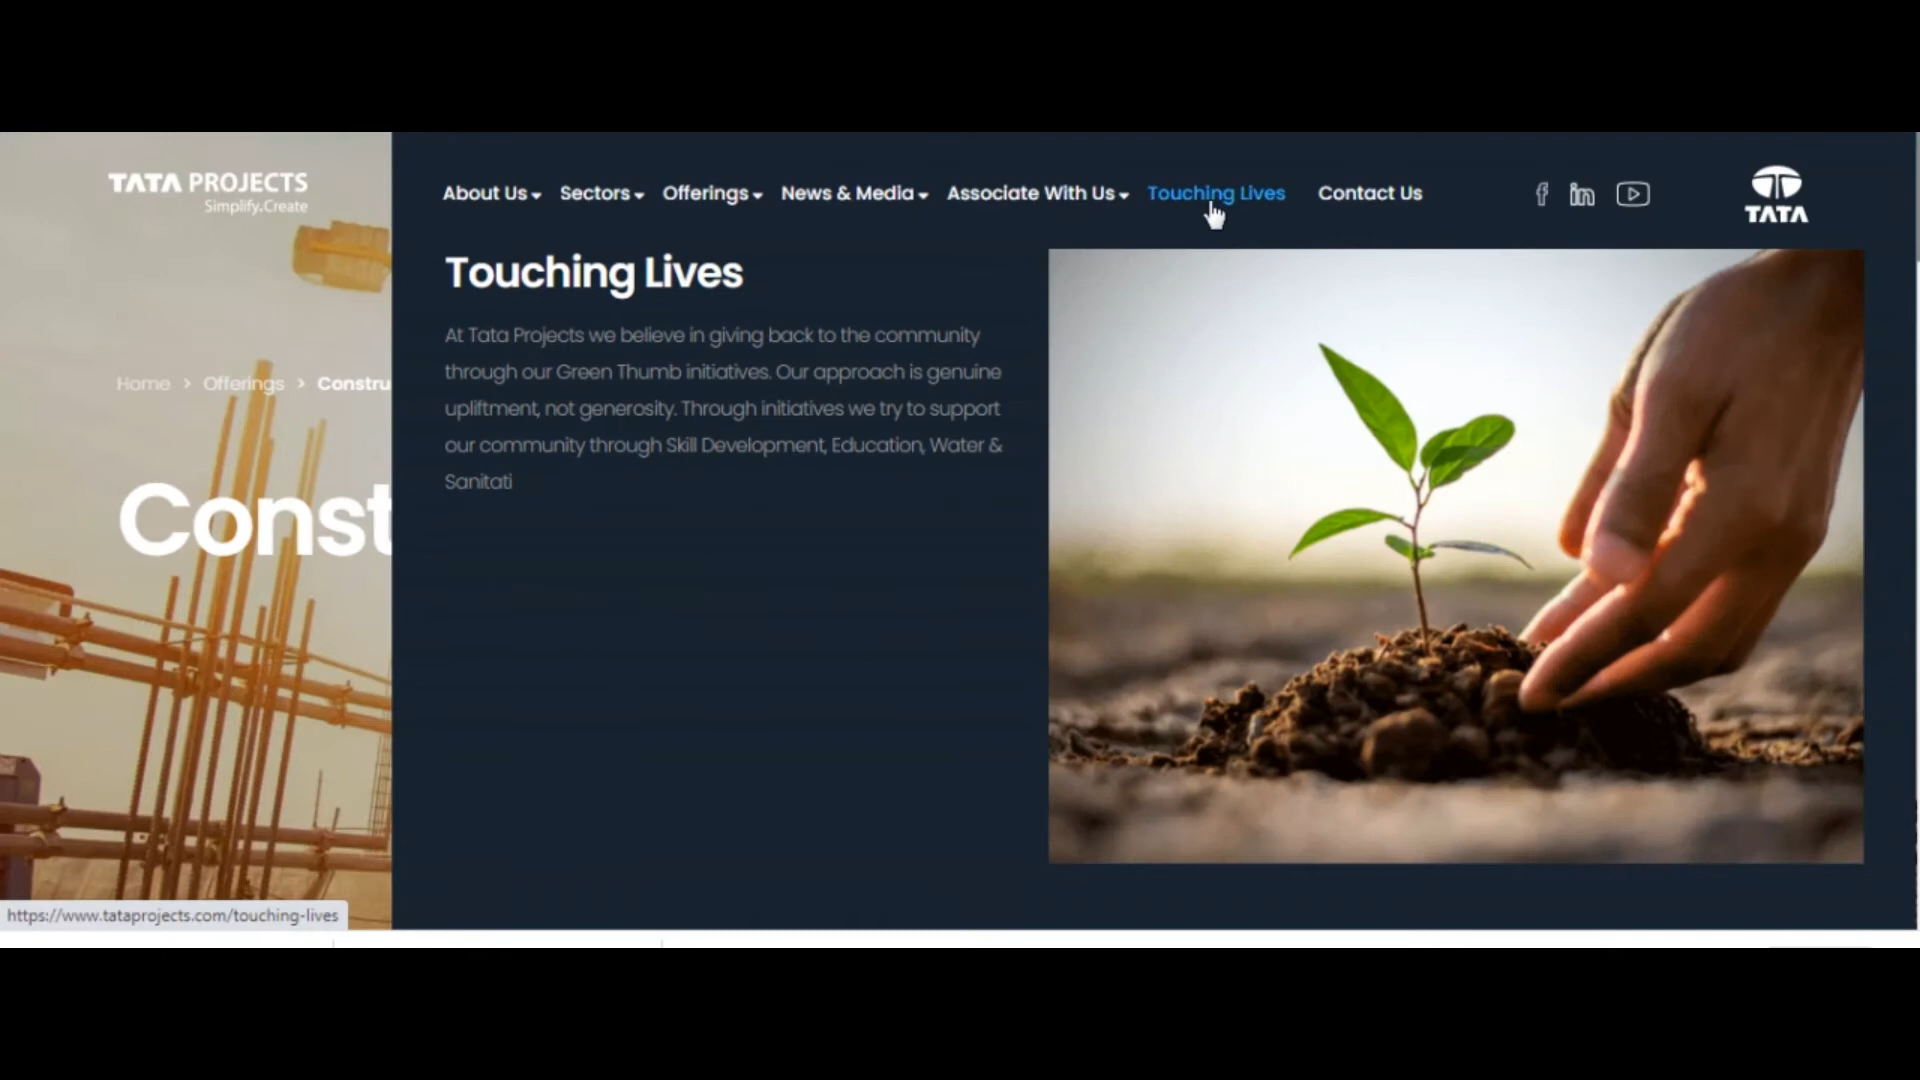 TATA PROJECTS
Simplify.Create
About Us Sectors Offerings News & Media Associate With Us Touching Lives Contact Us
TATA
Touching Lives
At Tata Projects we believe in giving back to the community
through our Green Thumb initiatives. Our approach is genuine
upliftment, not generosity. Through initiatives we try to support
our community through Skill Development, Education, Water &
Sanitati
Home > Offerings > Constru
Const
https://www.tataprojects.com/touching-lives